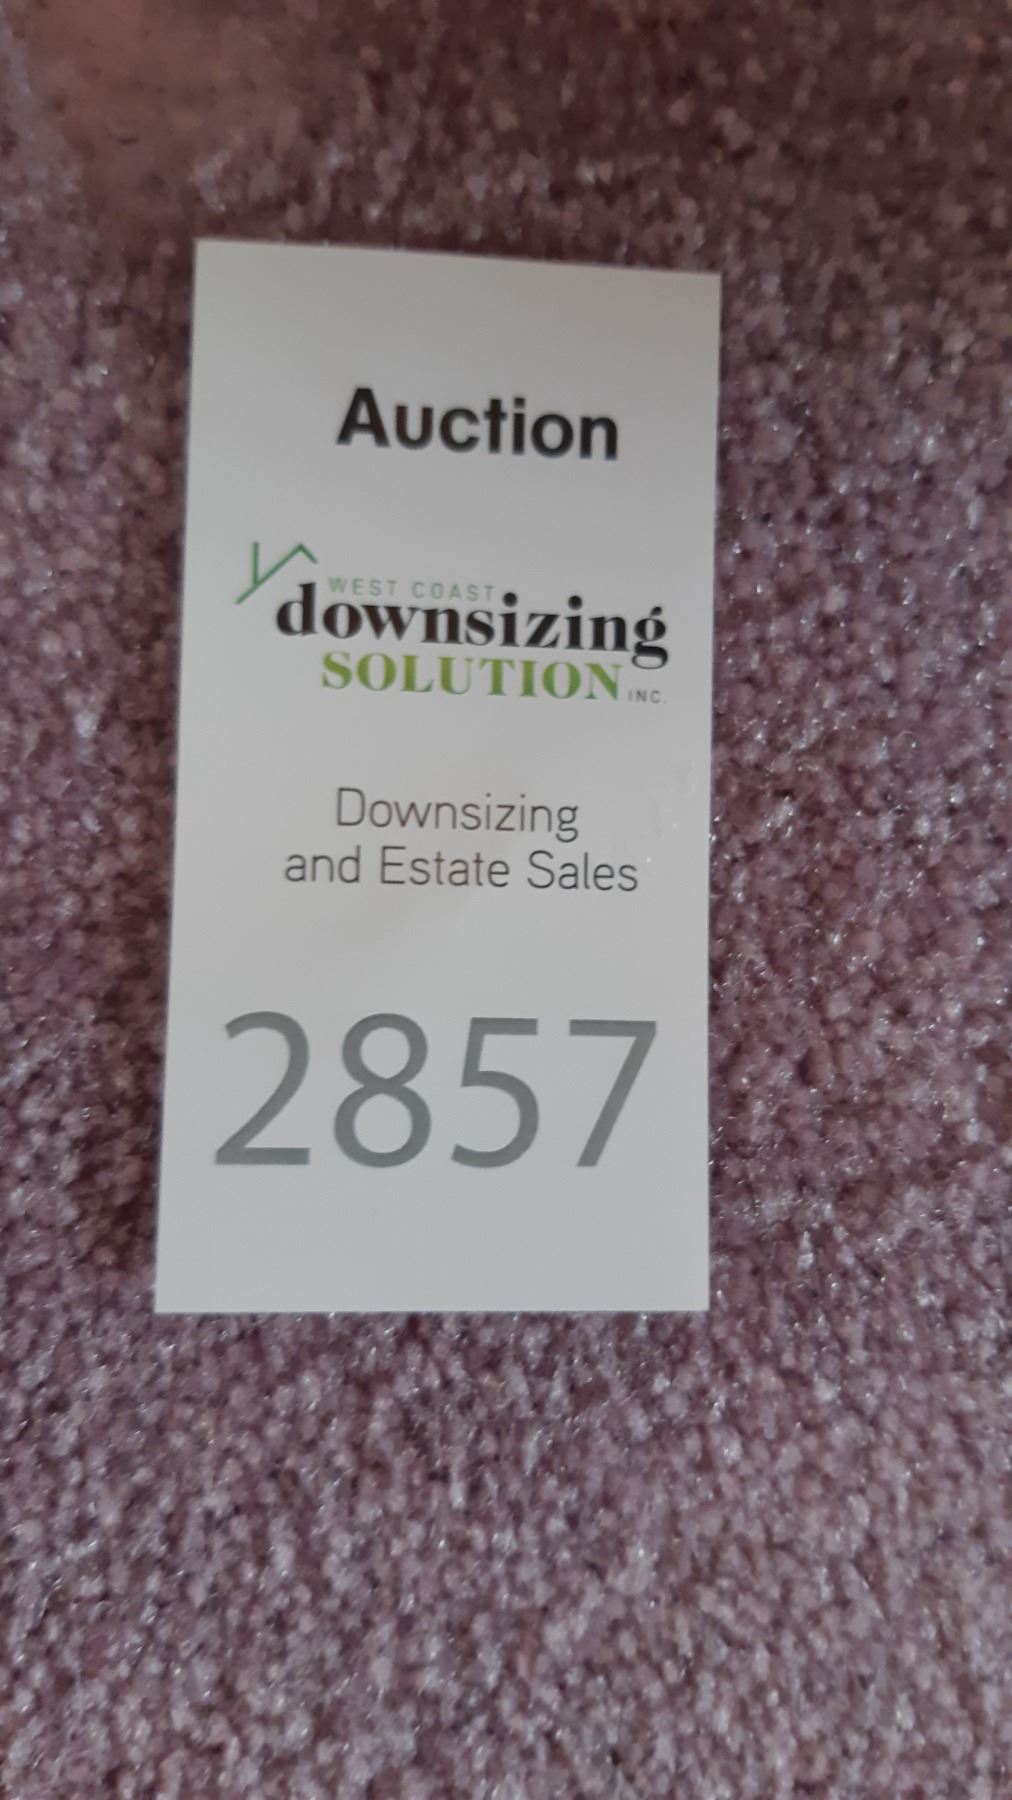 Auction
WEST COAST
downsizing
SOLUTION INC.
Downsizing
and Estate Sales
2857